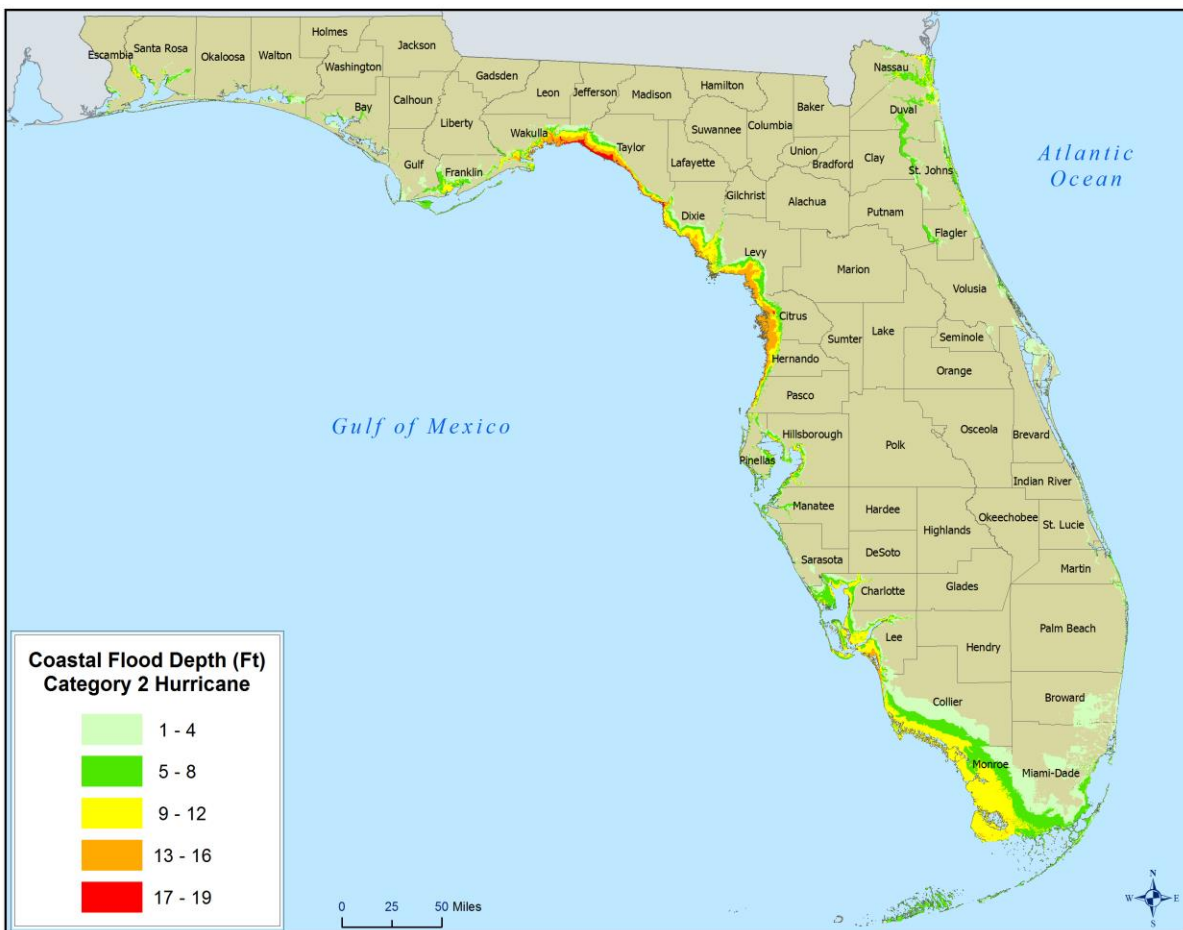 Holmes
Jackson
Santa Rosa
Escambia
Okaloosa
Walton
Washington
Nassau
Gadsden
Hamilton
Leon
Jefferson
Madison
Baker
Calhoun
Bay
Duval
Liberty
Suwannee
Columbia
Wakulla
Taylor
Union
Lafayette
Bradford
Clay
Gulf
Franklin
St. Johns
Atlantic
Ocean
Gilchrist
Alachua
Putnam
Dixie
Flagler
Levy
Marion
Volusia
Citrus
Sumter
Lake
Seminole
Hernando
Orange
Pasco
Gulf of Mexico
Hillsborough
Osceola
Brevard
Polk
Pinellas
Indian River
Manatee
Hardee
Okeechobee
Highlands
St. Lucie
Sarasota
DeSoto
Martin
Charlotte
Glades
Palm Beach
Lee
Hendry
Collier
Broward
Monroe
Miami-Dade
Coastal Flood Depth (Ft)
Category 2 Hurricane
1 - 4
5 - 8
9 - 12
13 - 16
17 - 19
0 25 50 Miles
N
W E
S